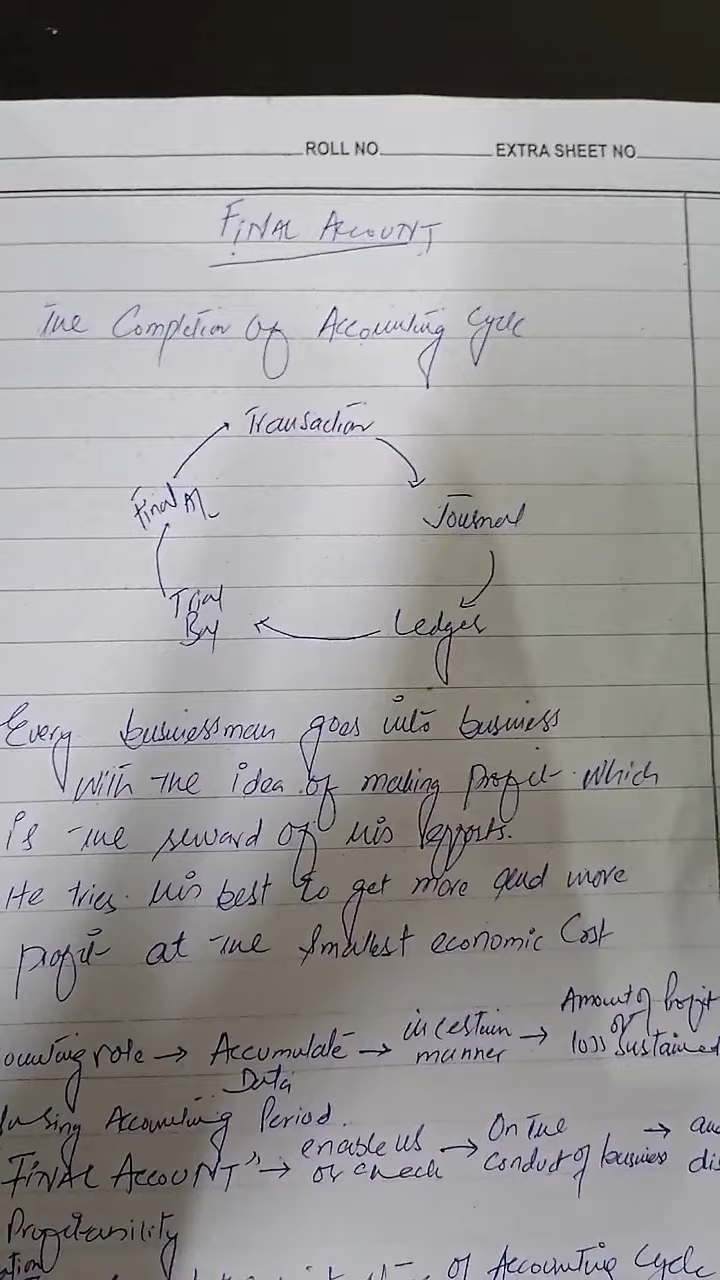 ROLL NO EXTRA SHEET NO
FINAL ACCOUNT
The Completion of Accounting Cycle
Transaction
Final A/c
Journal
Trial
Bal
Ledger
Every businessman goes into business
with the idea of making profit which
is the reward of his efforts.
He tries his best to get more and more
profit at the smallest economic Cost
ounting role → Accumulate → in certain → Amount of Profit
Data manner or
loss sustained
during Accounting Period.
FINAL ACCOUNT" → enable us → On the →
or check conduct of business
Profitability
of Accounting Cycle